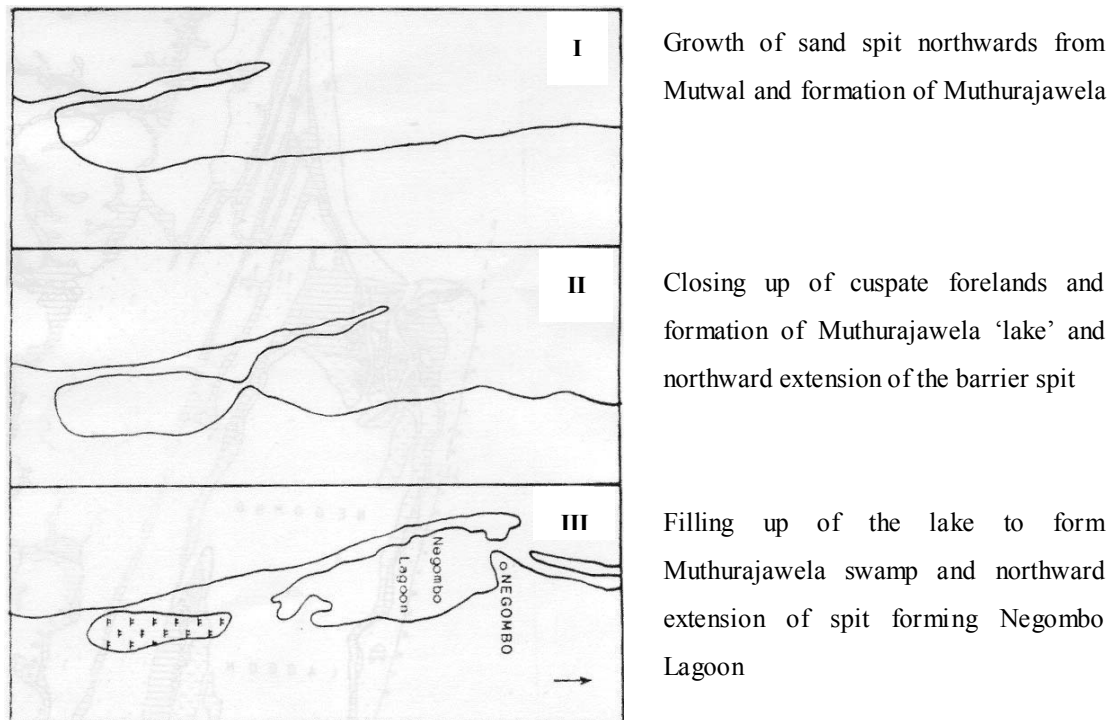 I
Growth of sand spit northwards from
Mutwal and formation of Muthurajawela
II
Closing up of cuspate forelands and
formation of Muthurajawela ‘lake’ and
northward extension of the barrier spit
III
Negombo
Lagoon
NEGOMBO
Filling up of the lake to form
Muthurajawela swamp and northward
extension of spit forming Negombo
Lagoon